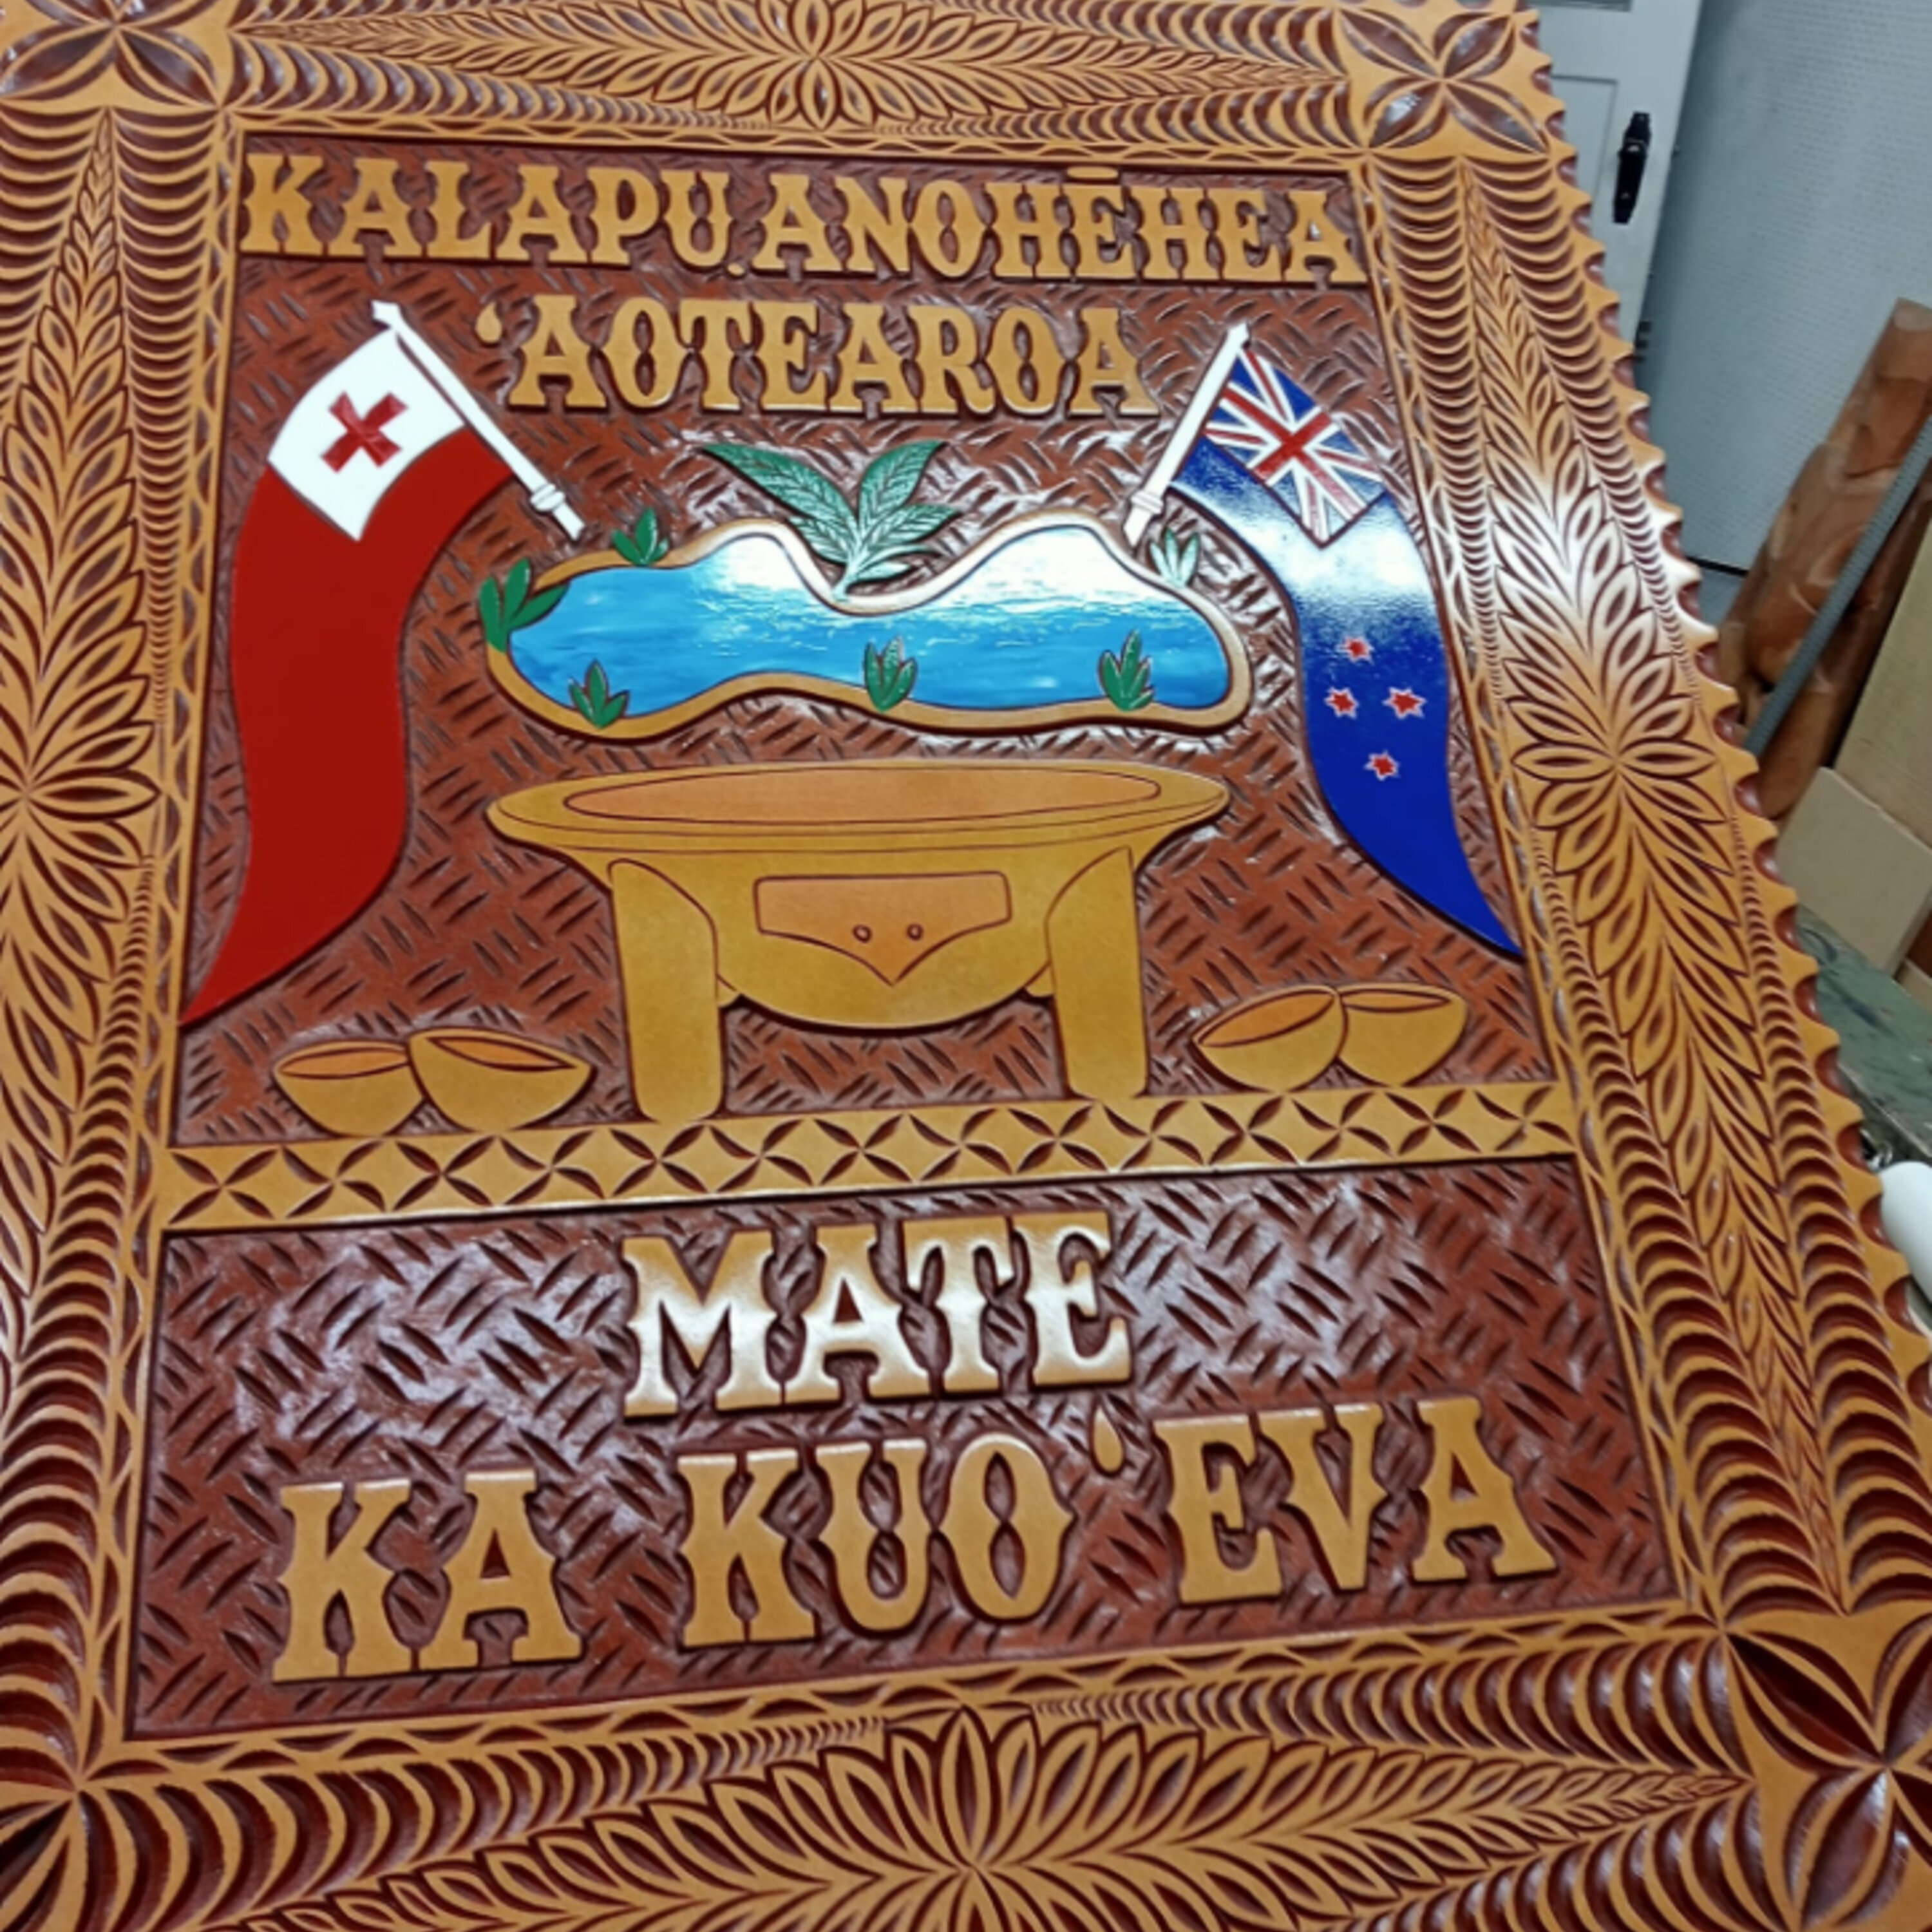 KALAPU ANOHĒHEA
‘AOTEAROA
MATE
KA KUO ‘EVA